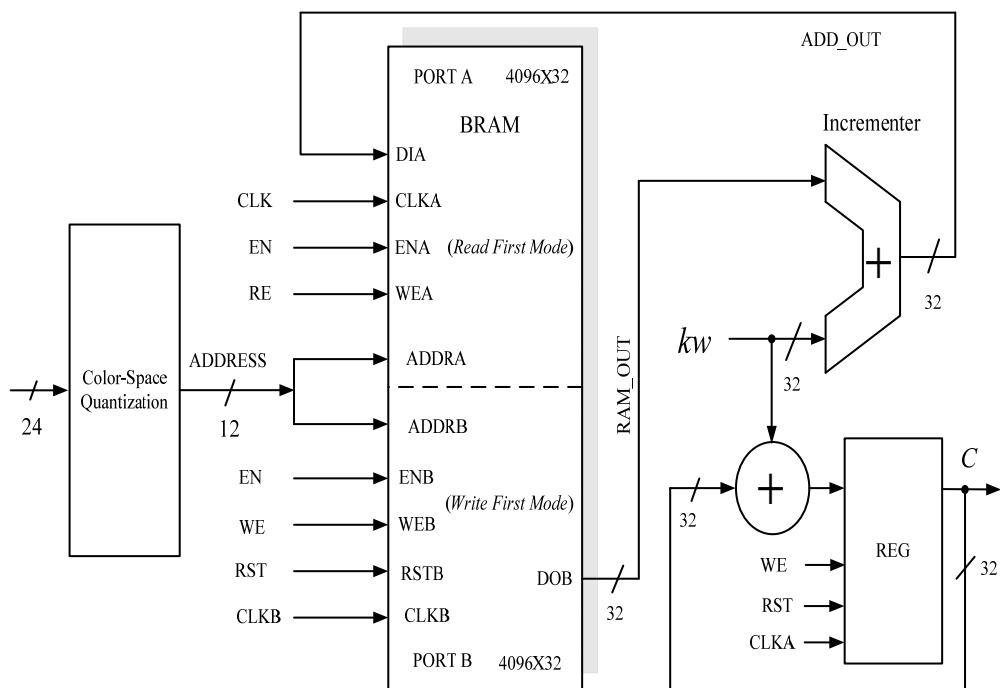 ADD_OUT
PORT A 4096X32
BRAM
Incrementer
DIA
CLK
CLKA
EN
ENA (Read First Mode)
RE
WEA
+
32
kw
32
ADDRESS
ADDRA
Color-Space
Quantization
24
12
RAM_OUT
ADDRB
EN
ENB
(Write First Mode)
WE
WEB
RST
RSTB
DOB
32
CLKB
CLKB
PORT B 4096X32
32
+
C
REG
WE
RST
CLKA
32